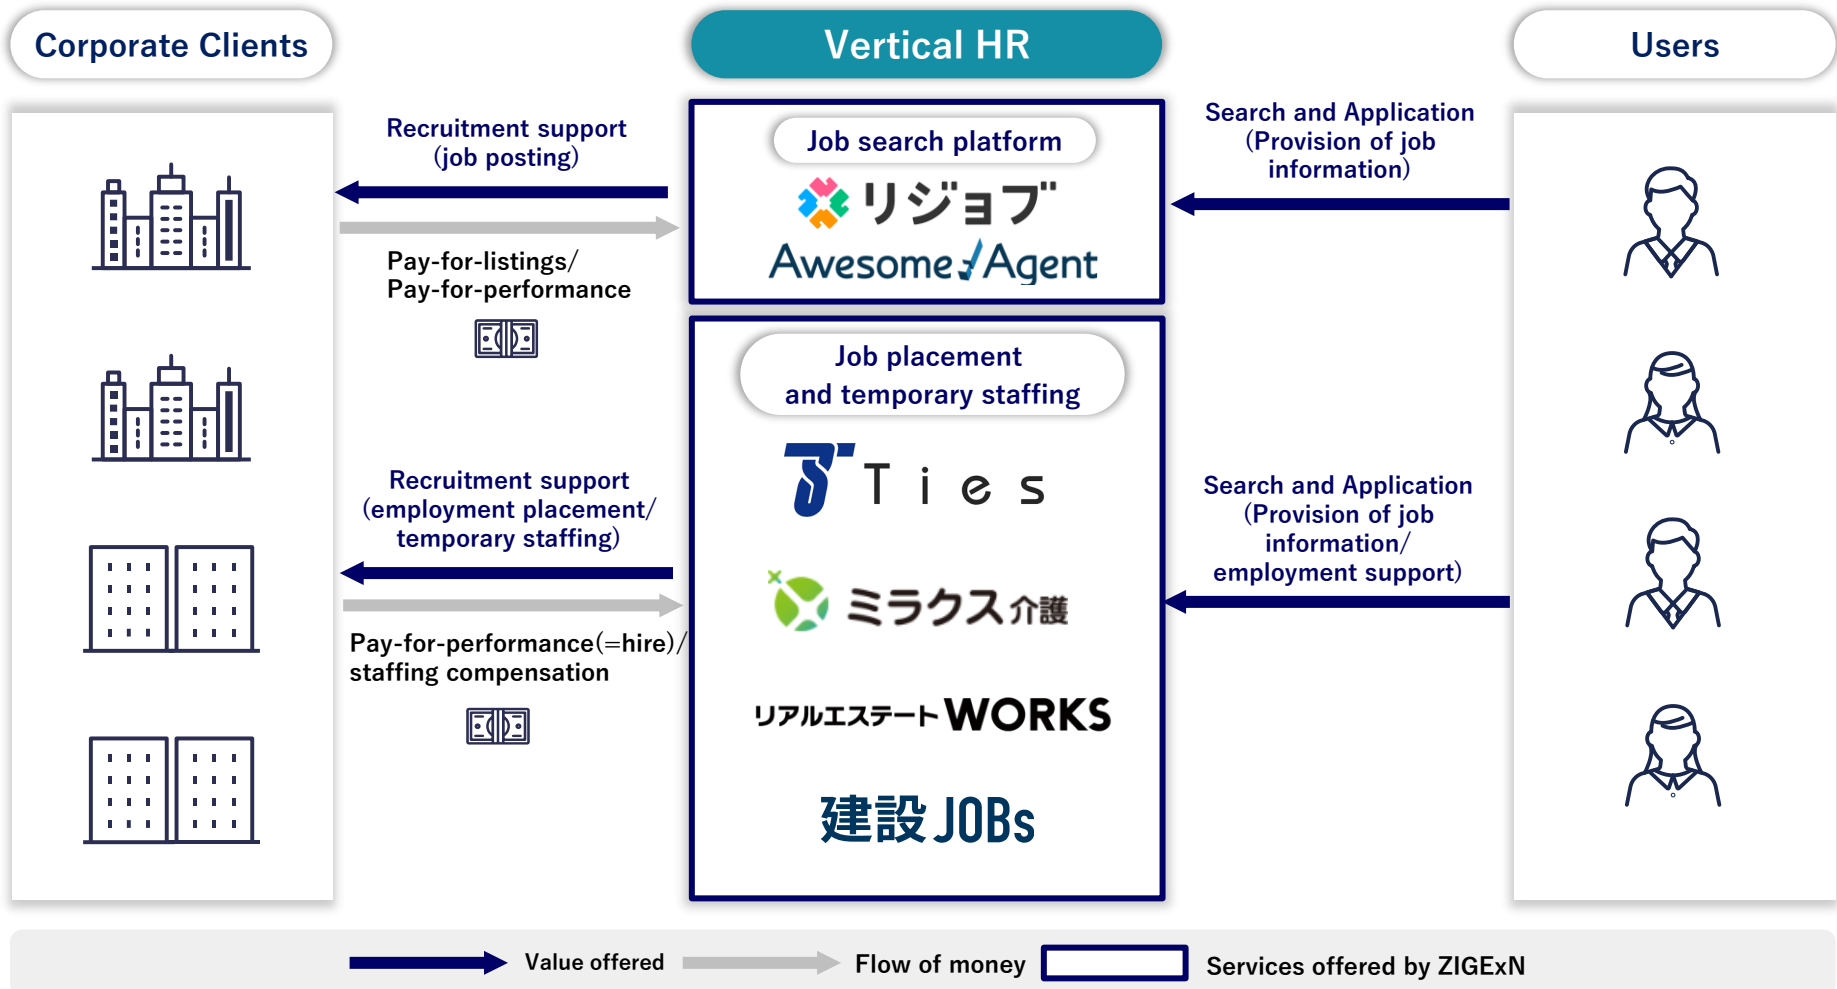 Corporate Clients
Vertical HR
Users
Recruitment support
(job posting)
Pay-for-listings/
Pay-for-performance
Job search platform
リジョブ
Awesome Agent
Search and Application
(Provision of job
information)
Recruitment support
(employment placement/
temporary staffing)
Pay-for-performance(=hire)/
staffing compensation
Job placement
and temporary staffing
Ties
ミラクス介護
リアルエステートWORKS
建設JOBs
Search and Application
(Provision of job
information/
employment support)
Value offered
Flow of money
Services offered by ZIGExN